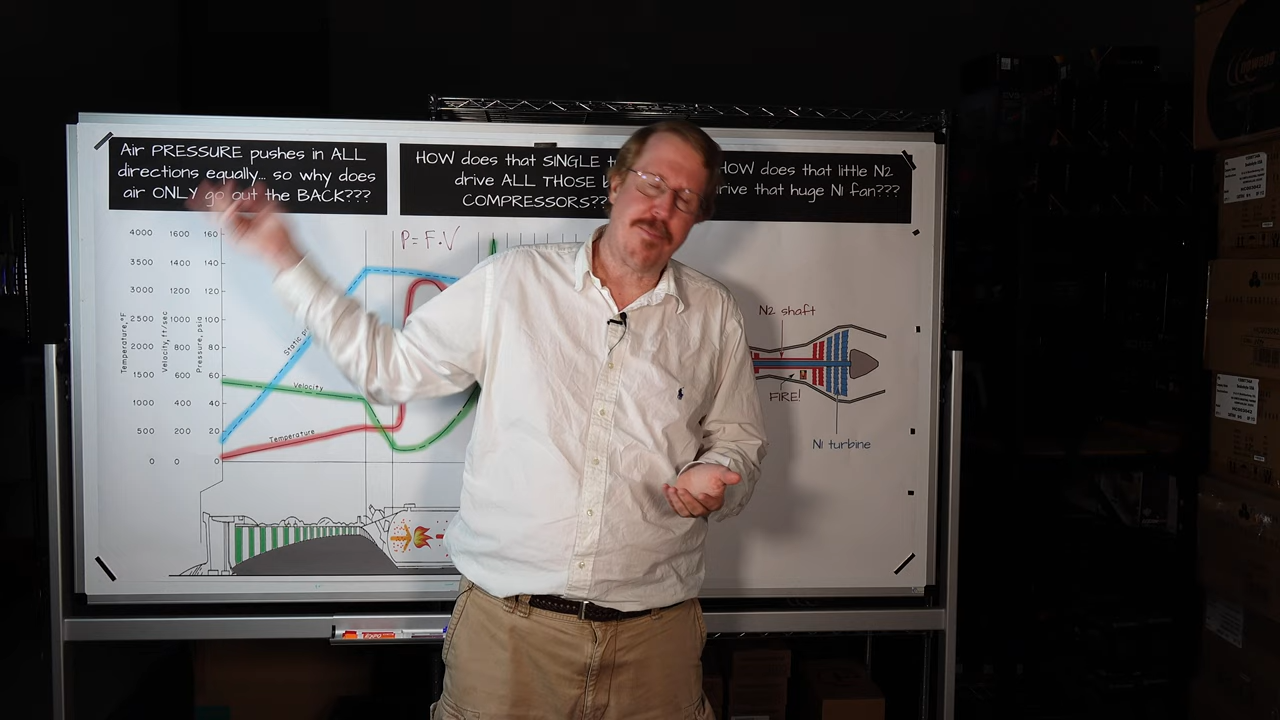 Air PRESSURE pushes in ALL
directions equally... so why does
air ONLY go out the BACK???
HOW does that SINGLE
drive ALL THOSE
COMPRESSORS??
HOW does that little N2
drive that huge N1 fan???
P=F·V
4000 1600 160
3500 1400 140
3000 1200 120
2500 1000 100
2000 800 80
1500 600 60
1000 400 40
500 200 20
0 0 0
Temperature, °F
Velocity, ft/sec
Pressure, psia
Static
Velocity
Temperature
N2 shaft
FIRE!
N1 turbine